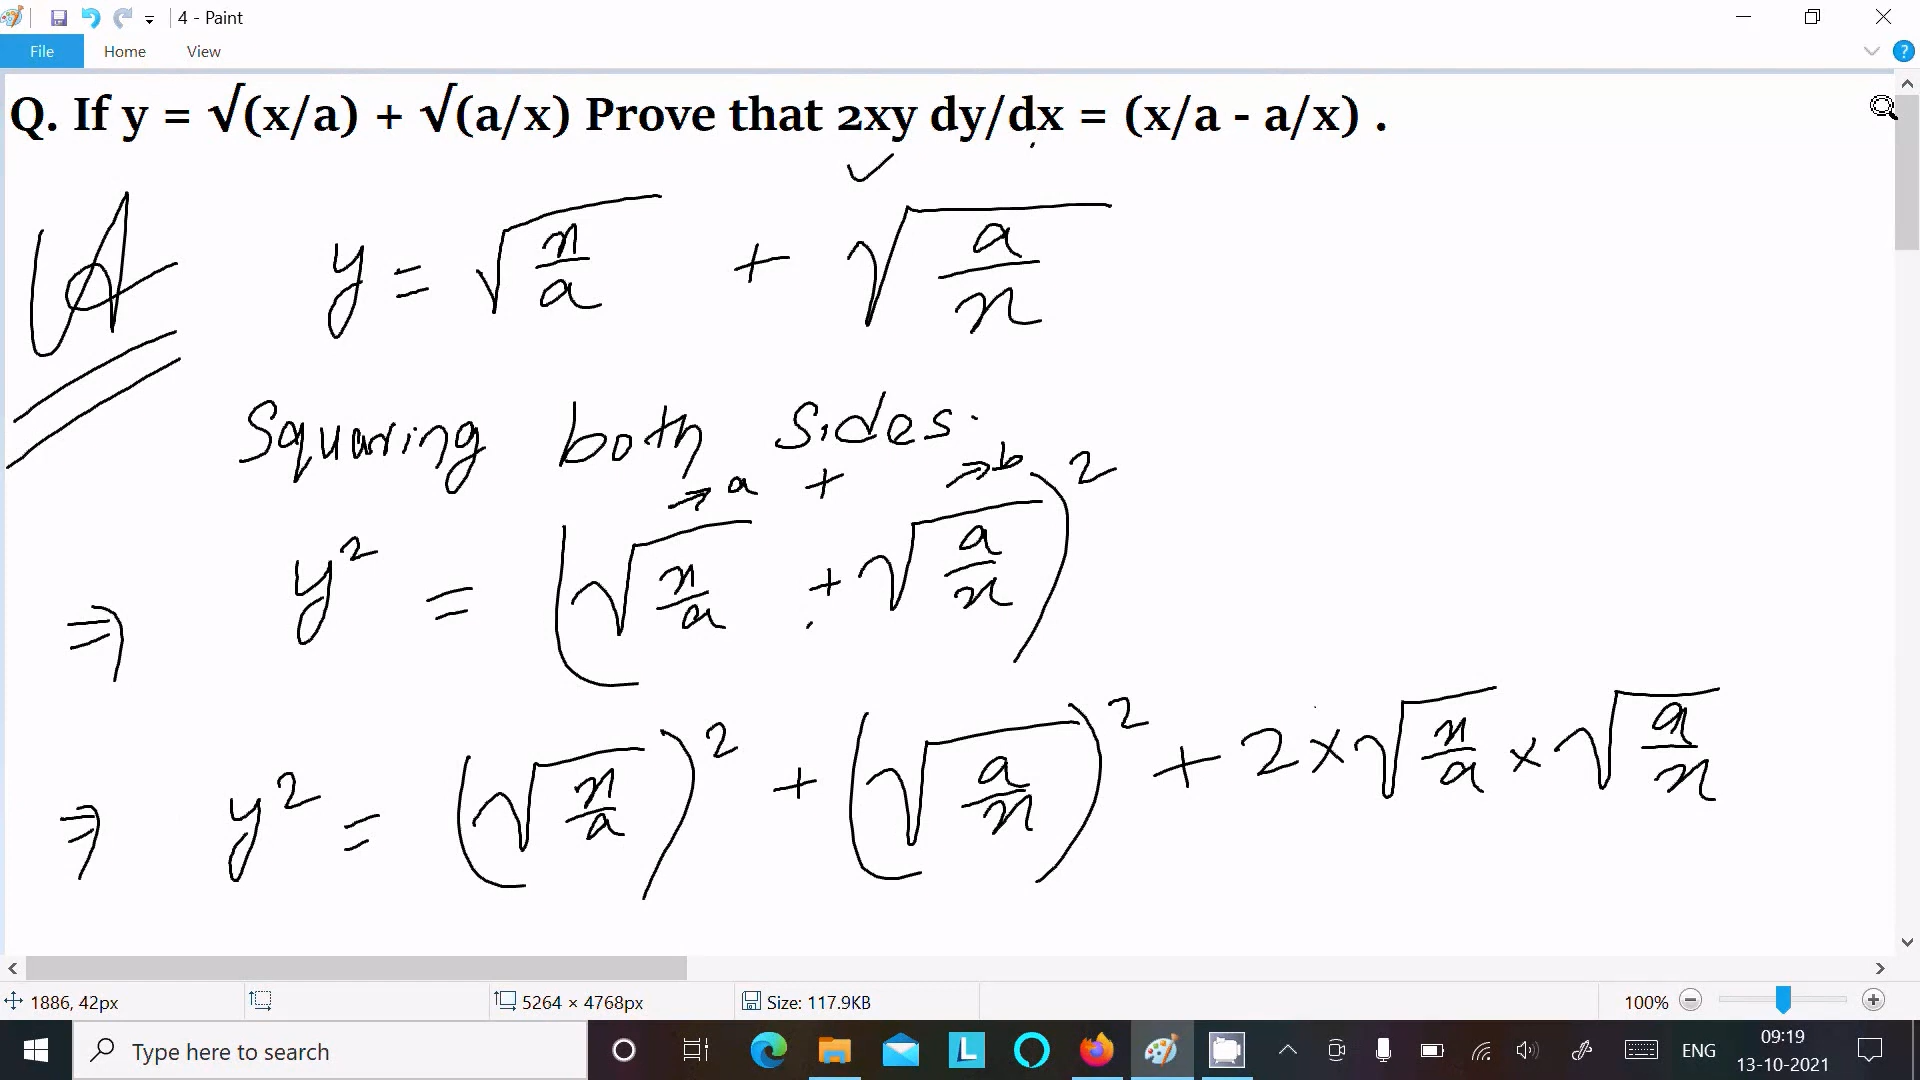 4 - Paint
File Home View
Q. If y = √(x/a) + √(a/x) Prove that 2xy dy/dx = (x/a - a/x) .
y = √(x/a) + √(a/x)
Squaring both sides.
→ a + → b
⇒ y² = (√(x/a) + √(a/x))²
⇒ y² = (√(x/a))² + (√(a/x))² + 2 × √(x/a) × √(a/x)
1886, 42px 5264 × 4768px Size: 117.9KB 100%
Type here to search L ENG 09:19
13-10-2021